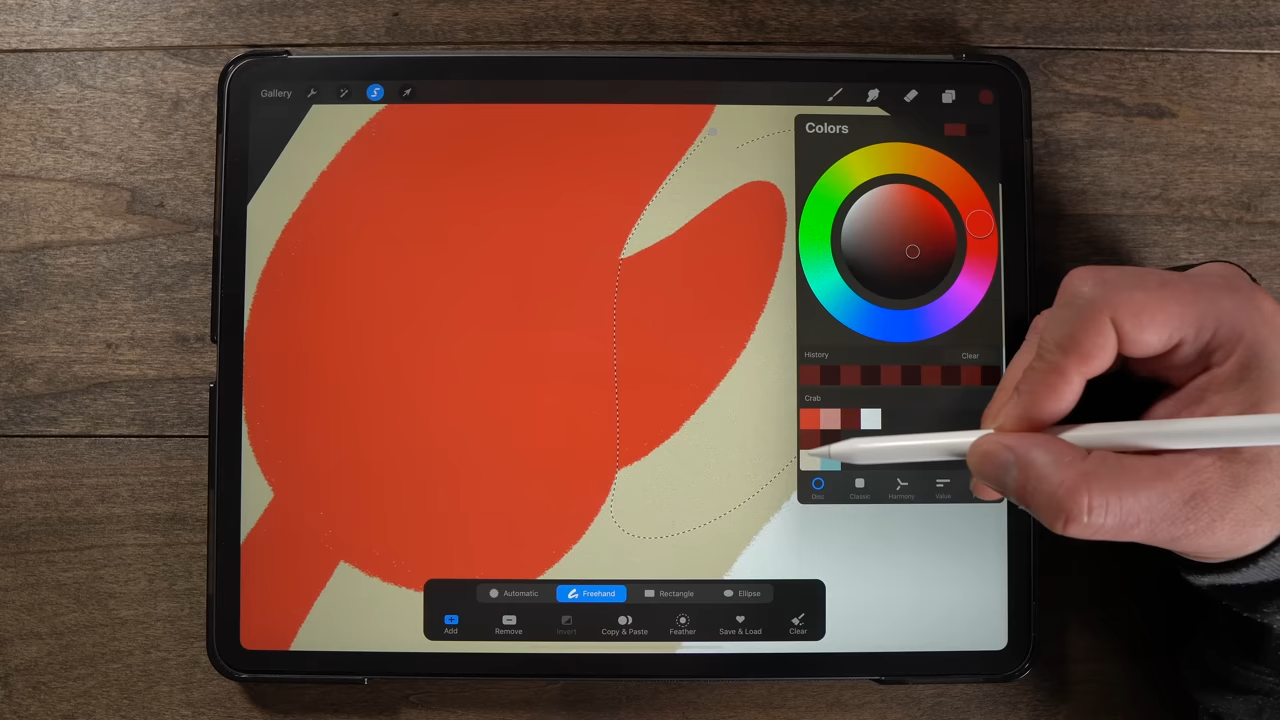 Gallery
Colors
History Clear
Crab
Disc Classic Harmony Value
Automatic Freehand Rectangle Ellipse
Add Remove Invert Copy & Paste Feather Save & Load Clear